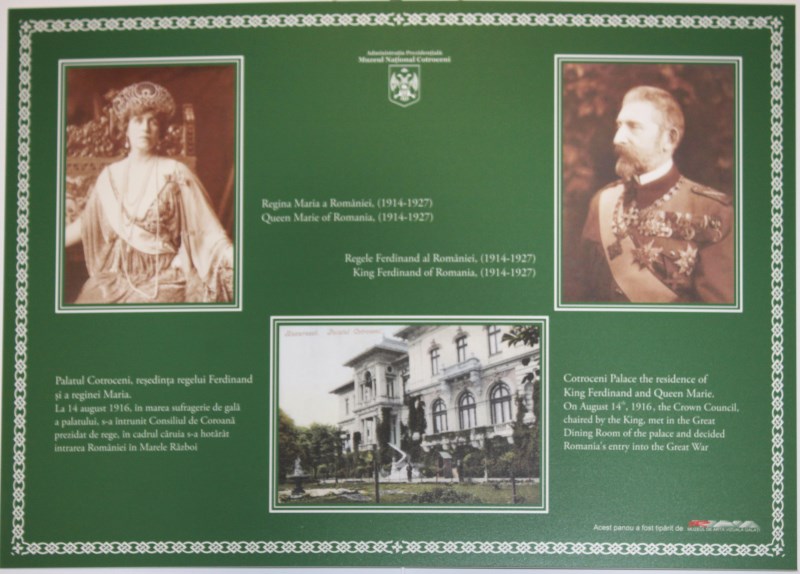 Administrația Prezidențială
Muzeul Național Cotroceni
Regina Maria a României, (1914-1927)
Queen Marie of Romania, (1914-1927)
Regele Ferdinand al României, (1914-1927)
King Ferdinand of Romania, (1914-1927)
Palatul Cotroceni, reședința regelui Ferdinand
și a reginei Maria.
La 14 august 1916, în marea sufragerie de gală
a palatului, s-a întrunit Consiliul de Coroană
prezidat de rege, în cadrul căruia s-a hotărât
intrarea României în Marele Război
Cotroceni Palace the residence of
King Ferdinand and Queen Marie.
On August 14th, 1916, the Crown Council,
chaired by the King, met in the Great
Dining Room of the palace and decided
Romania's entry into the Great War
Acest panou a fost tipărit de
MUZEUL DE ARTĂ VIZUALĂ GALAȚI